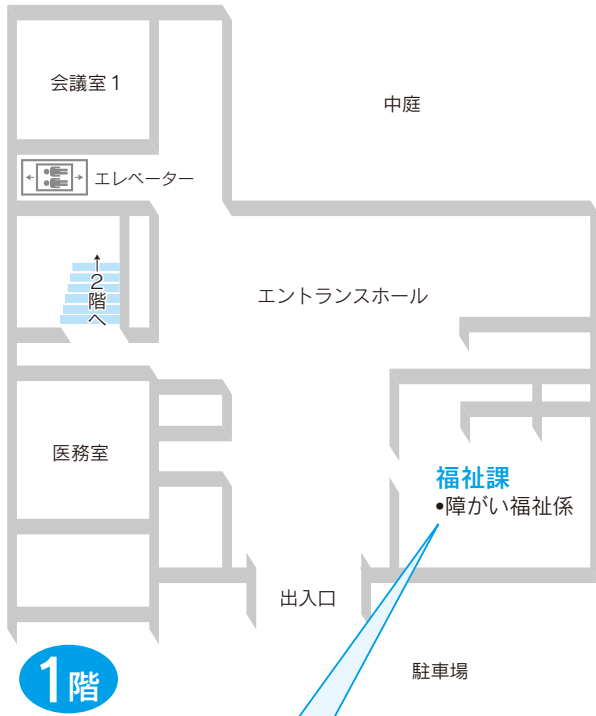 会議室1
中庭
エレベーター
↑2階へ
エントランスホール
医務室
福祉課
•障がい福祉係
出入口
駐車場
1階